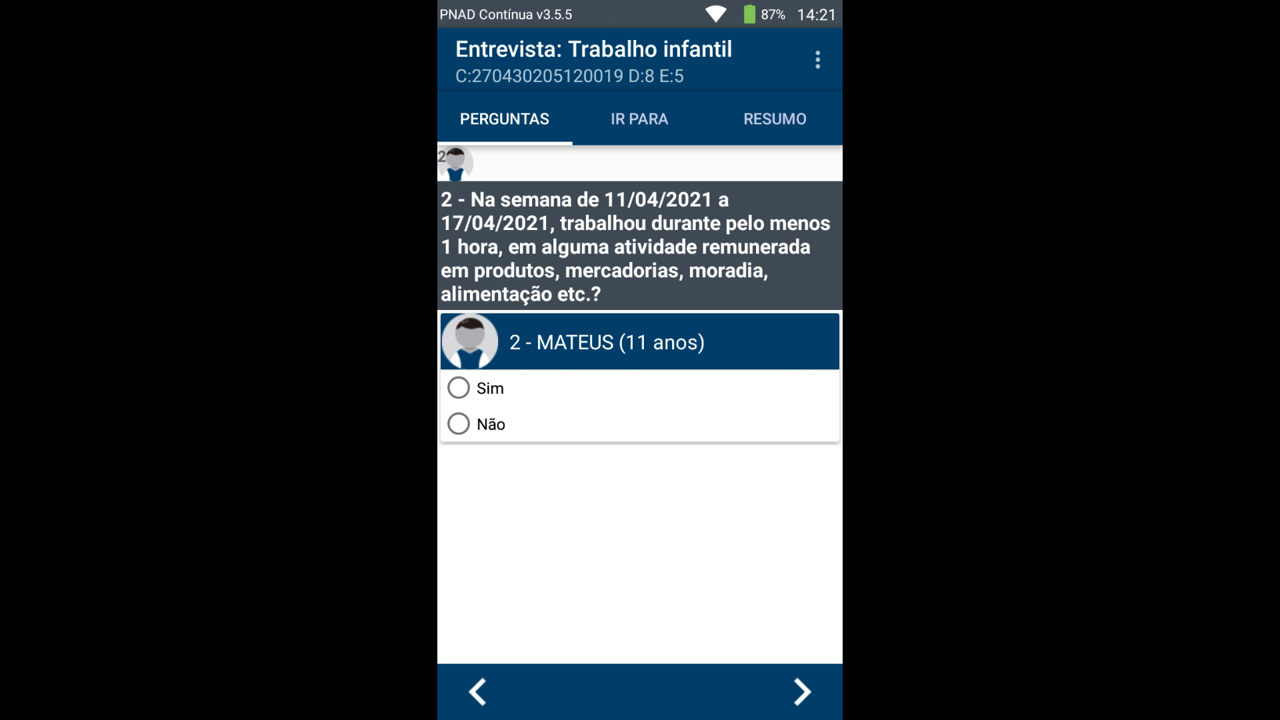 PNAD Contínua v3.5.5 87% 14:21
Entrevista: Trabalho infantil
C:270430205120019 D:8 E:5
PERGUNTAS IR PARA RESUMO
2
2 - Na semana de 11/04/2021 a
17/04/2021, trabalhou durante pelo menos
1 hora, em alguma atividade remunerada
em produtos, mercadorias, moradia,
alimentação etc.?
2 - MATEUS (11 anos)
Sim
Não